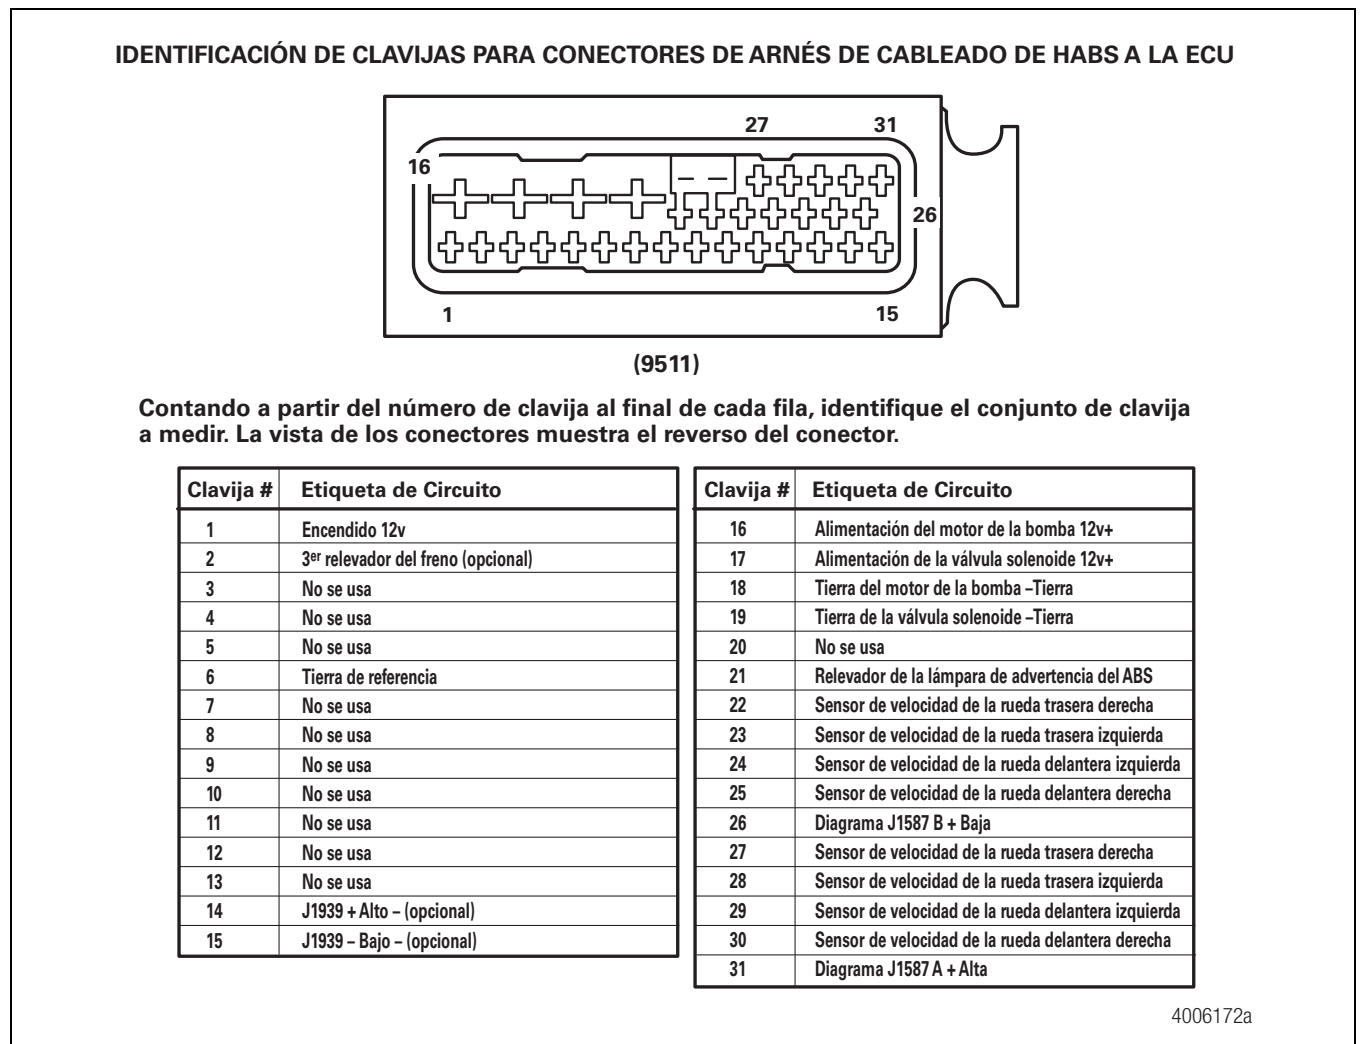 IDENTIFICACIÓN DE CLAVIJAS PARA CONECTORES DE ARNÉS DE CABLEADO DE HABS A LA ECU
27 31
16
26
1 15
(9511)
Contando a partir del número de clavija al final de cada fila, identifique el conjunto de clavija
a medir. La vista de los conectores muestra el reverso del conector.
Clavija # Etiqueta de Circuito
1 Encendido 12v
2 3er relevador del freno (opcional)
3 No se usa
4 No se usa
5 No se usa
6 Tierra de referencia
7 No se usa
8 No se usa
9 No se usa
10 No se usa
11 No se usa
12 No se usa
13 No se usa
14 J1939 + Alto – (opcional)
15 J1939 – Bajo – (opcional)
Clavija # Etiqueta de Circuito
16 Alimentación del motor de la bomba 12v+
17 Alimentación de la válvula solenoide 12v+
18 Tierra del motor de la bomba –Tierra
19 Tierra de la válvula solenoide –Tierra
20 No se usa
21 Relevador de la lámpara de advertencia del ABS
22 Sensor de velocidad de la rueda trasera derecha
23 Sensor de velocidad de la rueda trasera izquierda
24 Sensor de velocidad de la rueda delantera izquierda
25 Sensor de velocidad de la rueda delantera derecha
26 Diagrama J1587 B + Baja
27 Sensor de velocidad de la rueda trasera derecha
28 Sensor de velocidad de la rueda trasera izquierda
29 Sensor de velocidad de la rueda delantera izquierda
30 Sensor de velocidad de la rueda delantera derecha
31 Diagrama J1587 A + Alta
4006172a